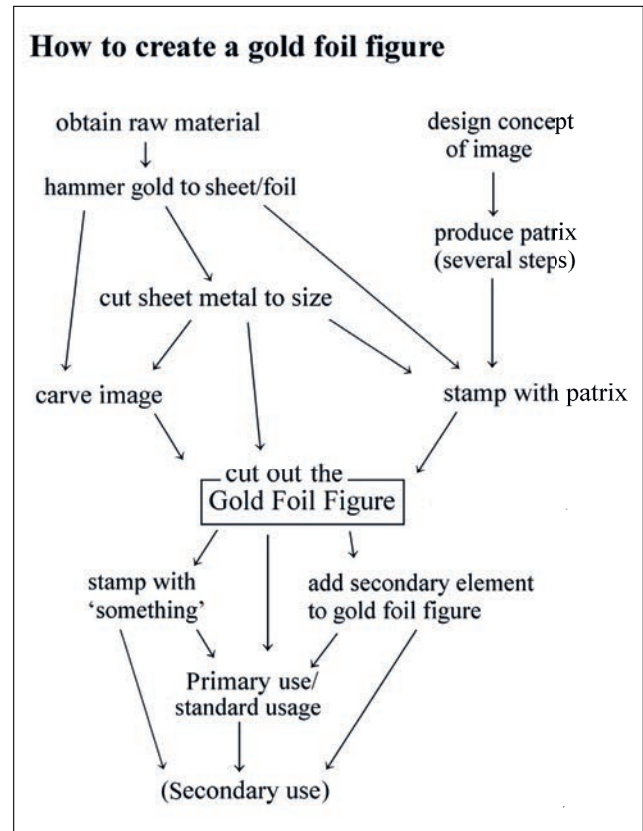 How to create a gold foil figure
obtain raw material
design concept
of image
hammer gold to sheet/foil
produce patrix
(several steps)
cut sheet metal to size
carve image
stamp with patrix
cut out the
Gold Foil Figure
stamp with
‘something’
add secondary element
to gold foil figure
Primary use/
standard usage
(Secondary use)